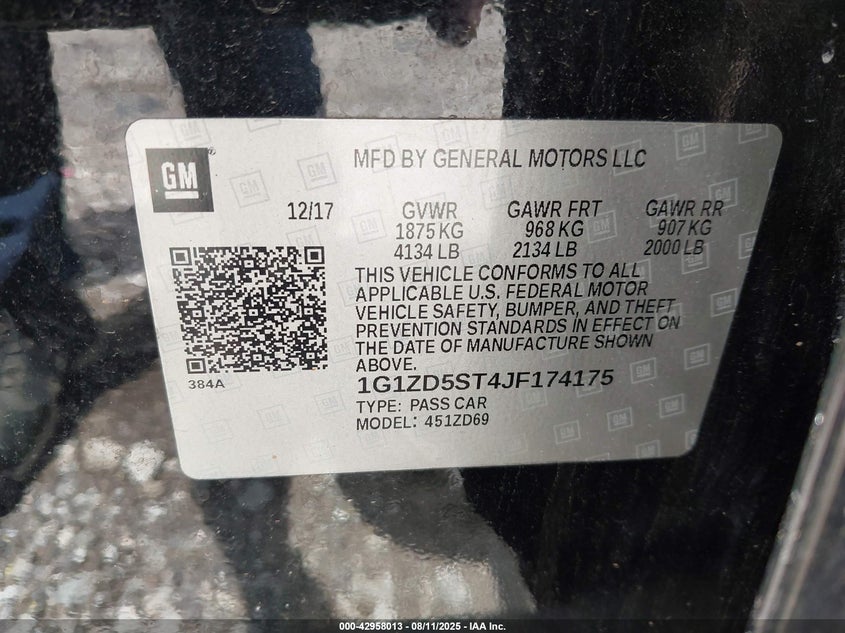 GM
MFD BY GENERAL MOTORS LLC
12/17 GVWR GAWR FRT GAWR RR
1875 KG 968 KG 907 KG
4134 LB 2134 LB 2000 LB
THIS VEHICLE CONFORMS TO ALL
APPLICABLE U.S. FEDERAL MOTOR
VEHICLE SAFETY, BUMPER, AND THEFT
PREVENTION STANDARDS IN EFFECT ON
THE DATE OF MANUFACTURE SHOWN
ABOVE.
384A
1G1ZD5ST4JF174175
TYPE: PASS CAR
MODEL: 451ZD69
000-42958013 - 08/11/2025 - IAA Inc.